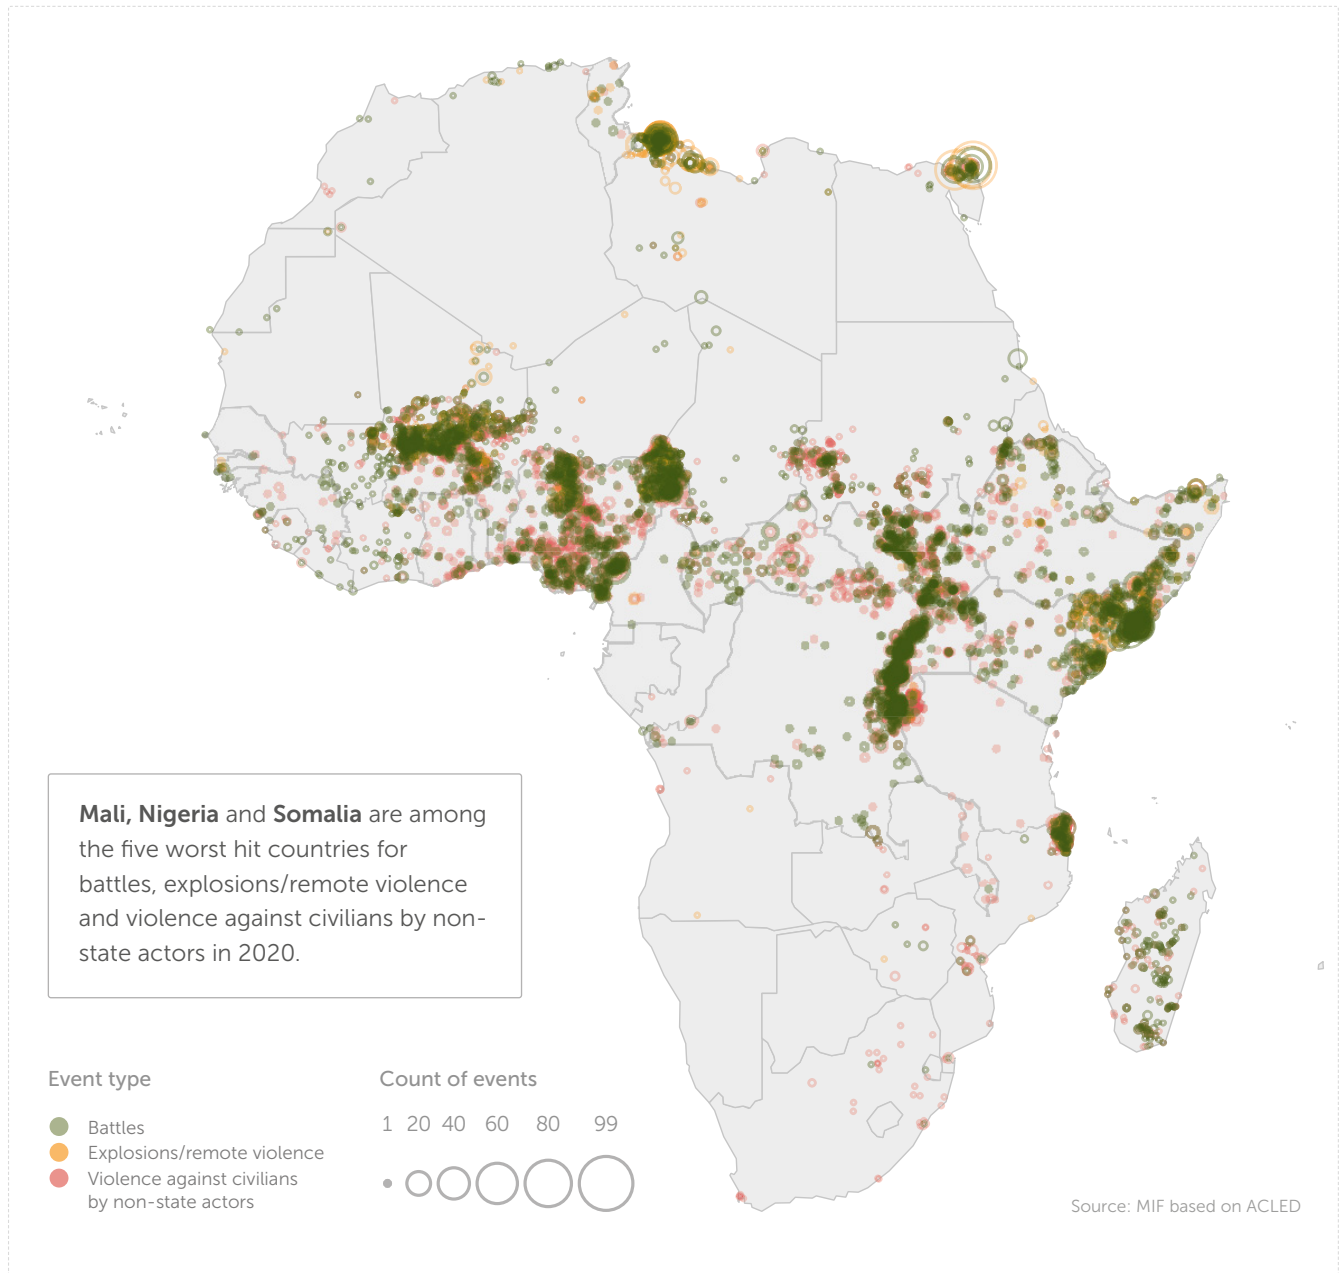 Mali, Nigeria and Somalia are among
the five worst hit countries for
battles, explosions/remote violence
and violence against civilians by non-
state actors in 2020.
Event type
Battles
Explosions/remote violence
Violence against civilians
by non-state actors
Count of events
1 20 40 60 80 99
Source: MIF based on ACLED